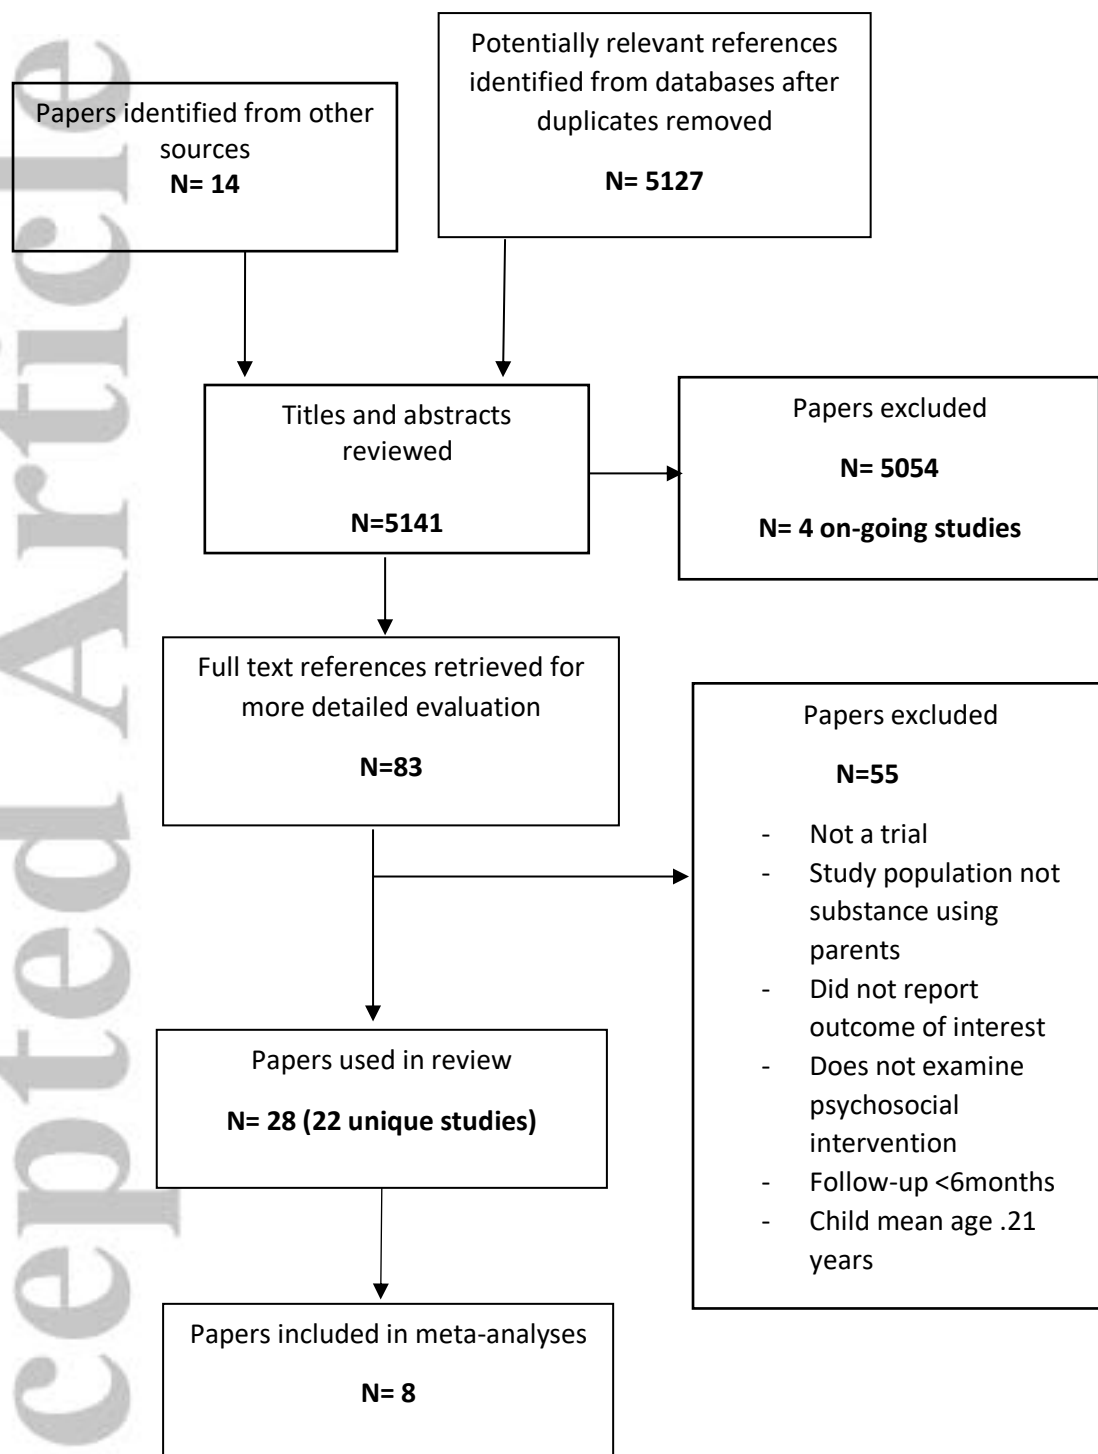 Potentially relevant references
identified from databases after
duplicates removed
N= 5127
Papers identified from other
sources
N= 14
Titles and abstracts
reviewed
N=5141
Papers excluded
N= 5054
N= 4 on-going studies
Full text references retrieved for
more detailed evaluation
N=83
Papers excluded
N=55
- Not a trial
- Study population not
substance using
parents
- Did not report
outcome of interest
- Does not examine
psychosocial
intervention
- Follow-up <6months
- Child mean age .21
years
Papers used in review
N= 28 (22 unique studies)
Papers included in meta-analyses
N= 8
cepted Article